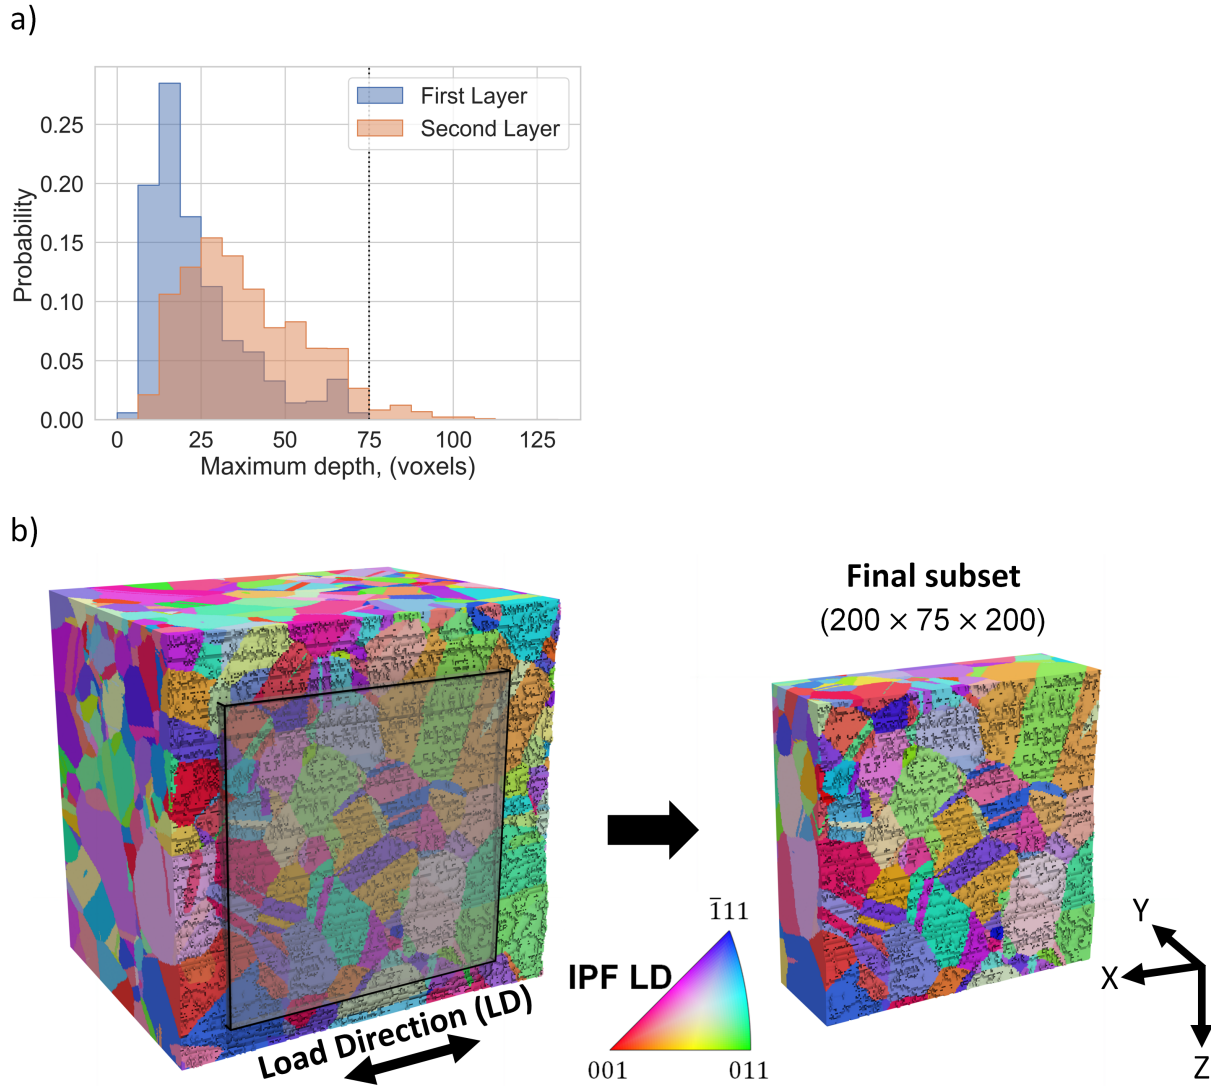 a)
First Layer
Second Layer
0.25
0.20
0.15
0.10
0.05
0.00
Probability
0 25 50 75 100 125
Maximum depth, (voxels)
b)
Final subset
(200 × 75 × 200)
Load Direction (LD)
IPF LD
1̅11
001
011
Y
X
Z